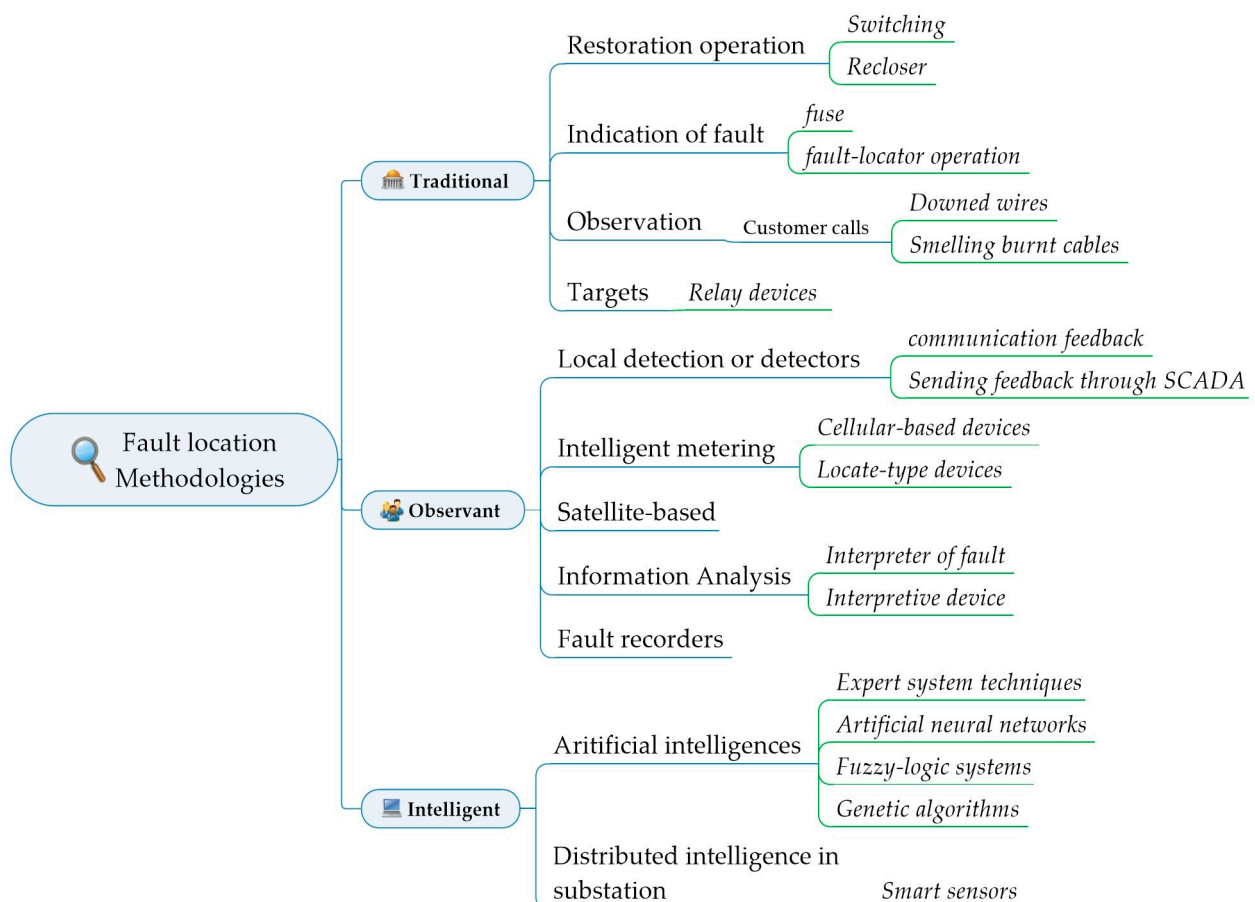 Fault location
Methodologies
Traditional
Restoration operation
Switching
Recloser
Indication of fault
fuse
fault-locator operation
Observation
Customer calls
Downed wires
Smelling burnt cables
Targets
Relay devices
Observant
Local detection or detectors
communication feedback
Sending feedback through SCADA
Intelligent metering
Cellular-based devices
Locate-type devices
Satellite-based
Information Analysis
Interpreter of fault
Interpretive device
Fault recorders
Intelligent
Aritificial intelligences
Expert system techniques
Artificial neural networks
Fuzzy-logic systems
Genetic algorithms
Distributed intelligence in
substation
Smart sensors